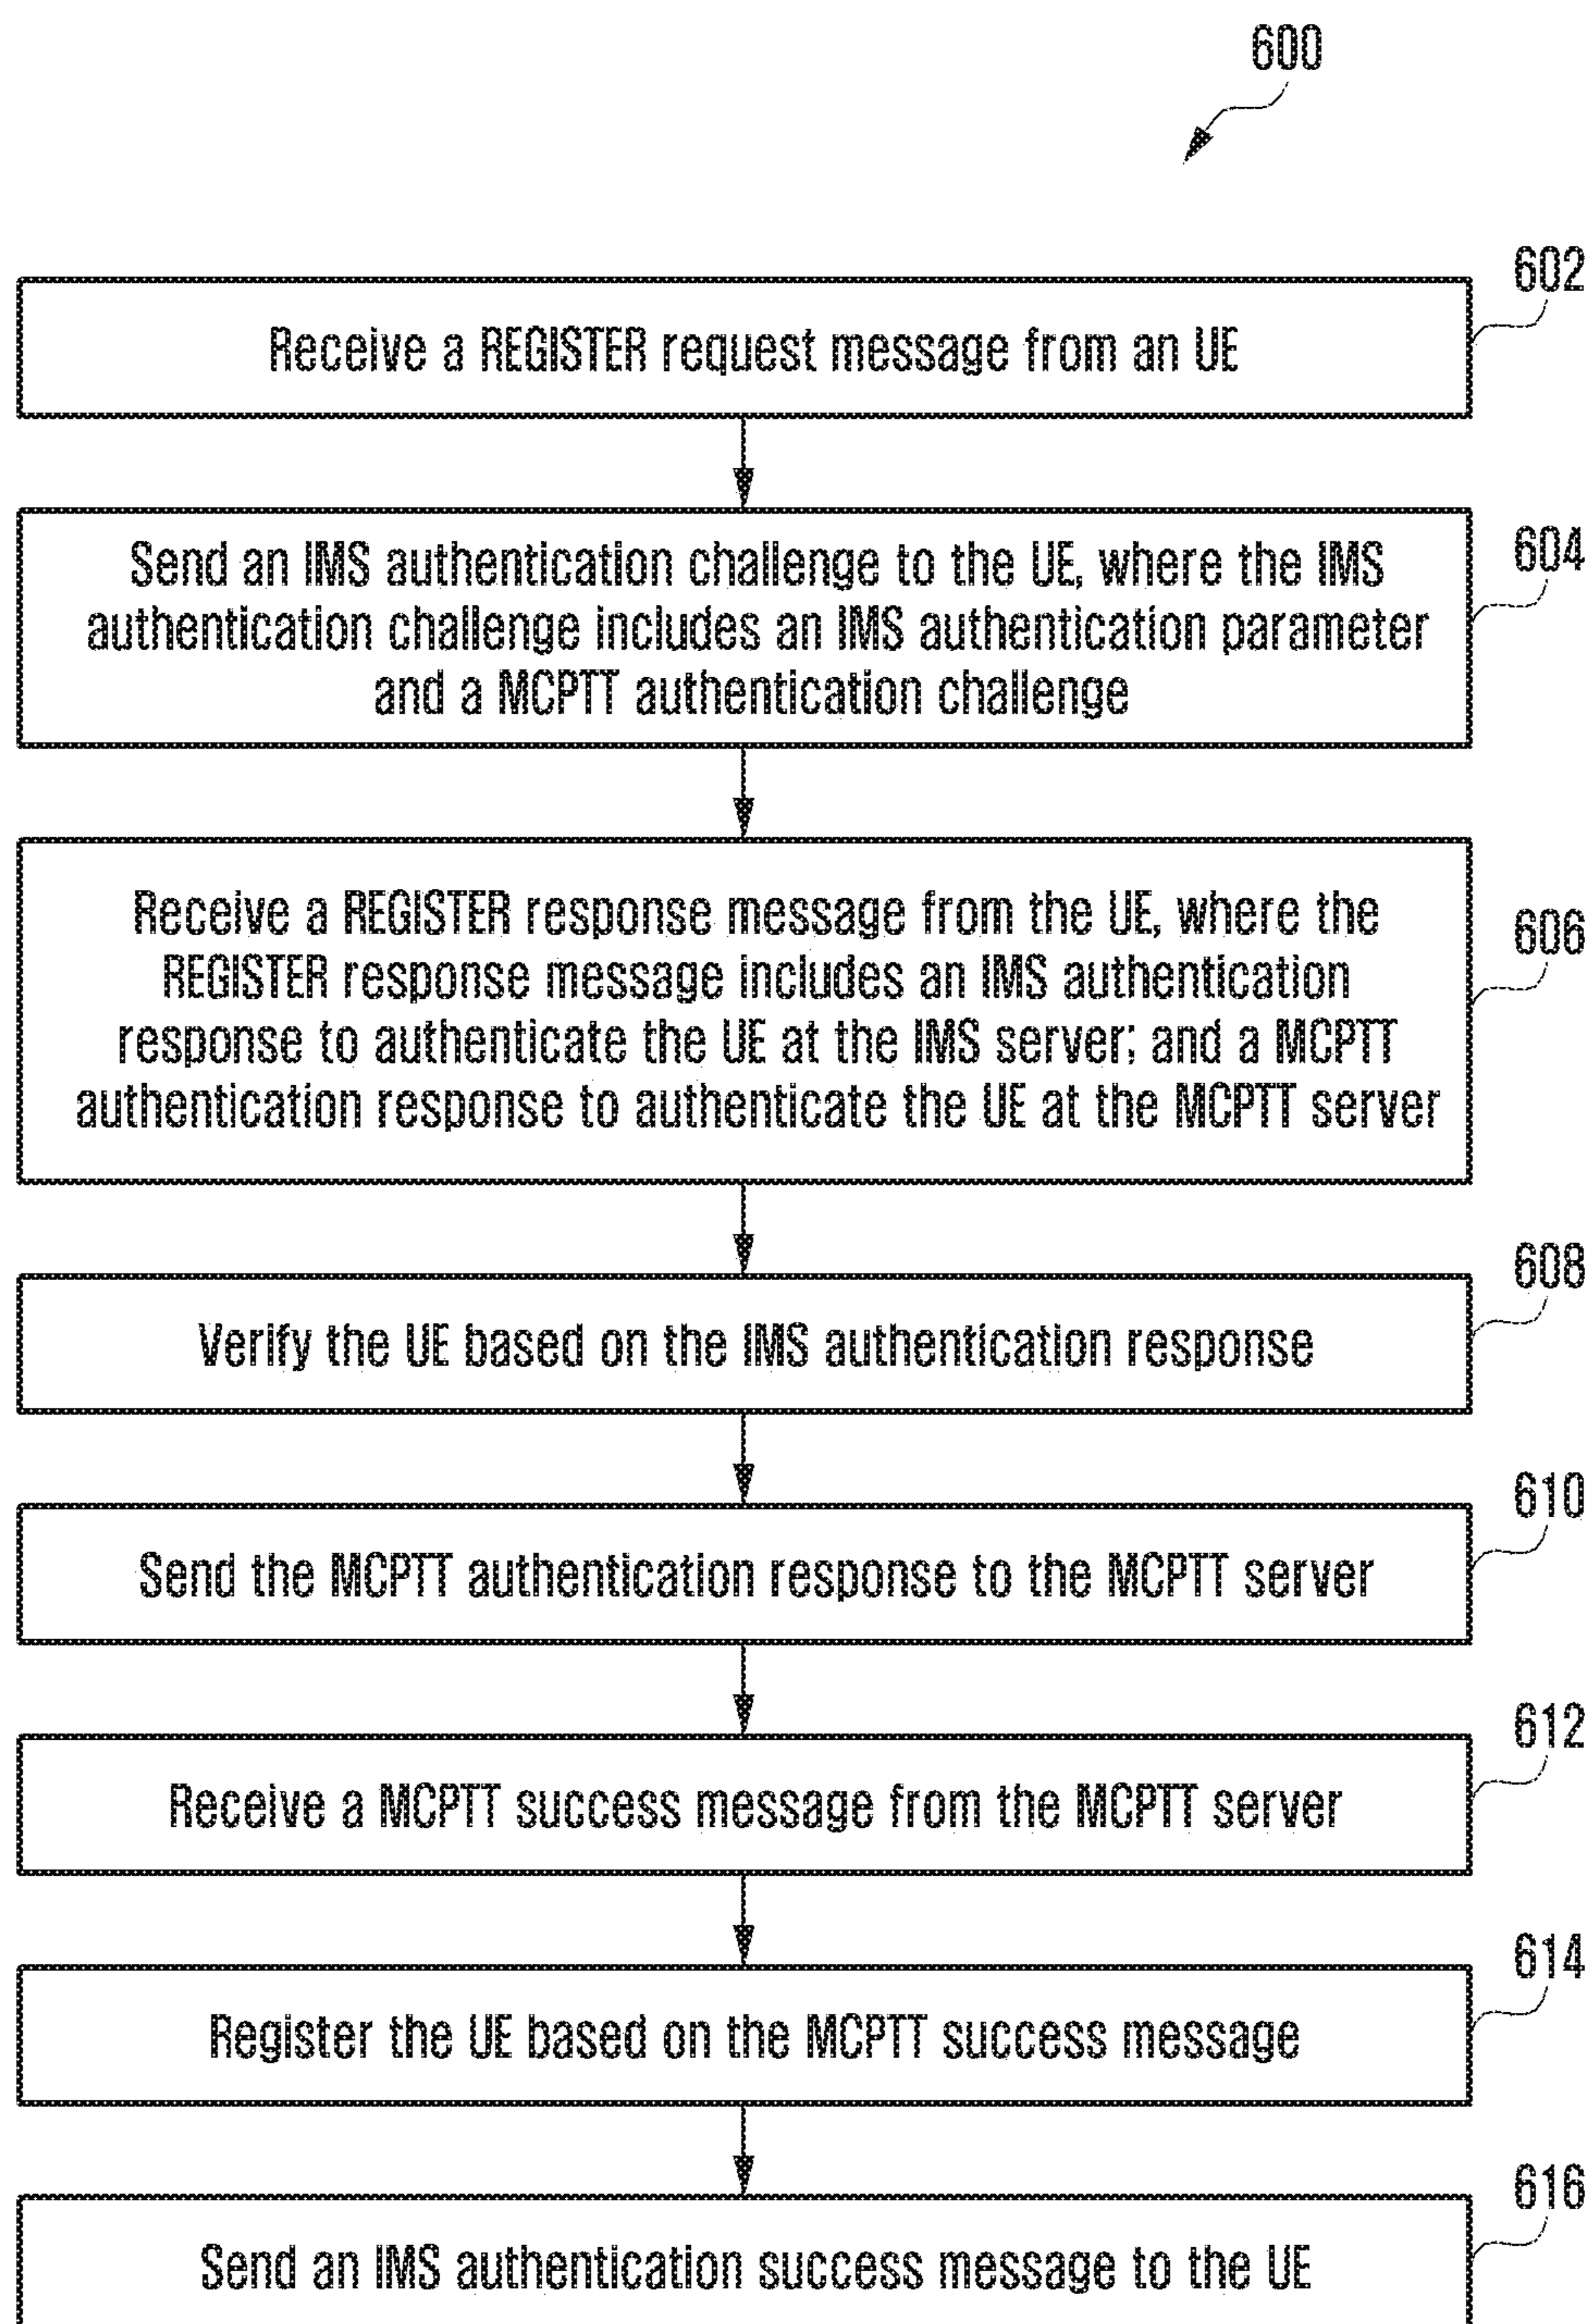 600
602
Receive a REGISTER request message from an UE
604
Send an IMS authentication challenge to the UE, where the IMS
authentication challenge includes an IMS authentication parameter
and a MCPTT authentication challenge
606
Receive a REGISTER response message from the UE, where the
REGISTER response message includes an IMS authentication
response to authenticate the UE at the IMS server; and a MCPTT
authentication response to authenticate the UE at the MCPTT server
608
Verify the UE based on the IMS authentication response
610
Send the MCPTT authentication response to the MCPTT server
612
Receive a MCPTT success message from the MCPTT server
614
Register the UE based on the MCPTT success message
616
Send an IMS authentication success message to the UE